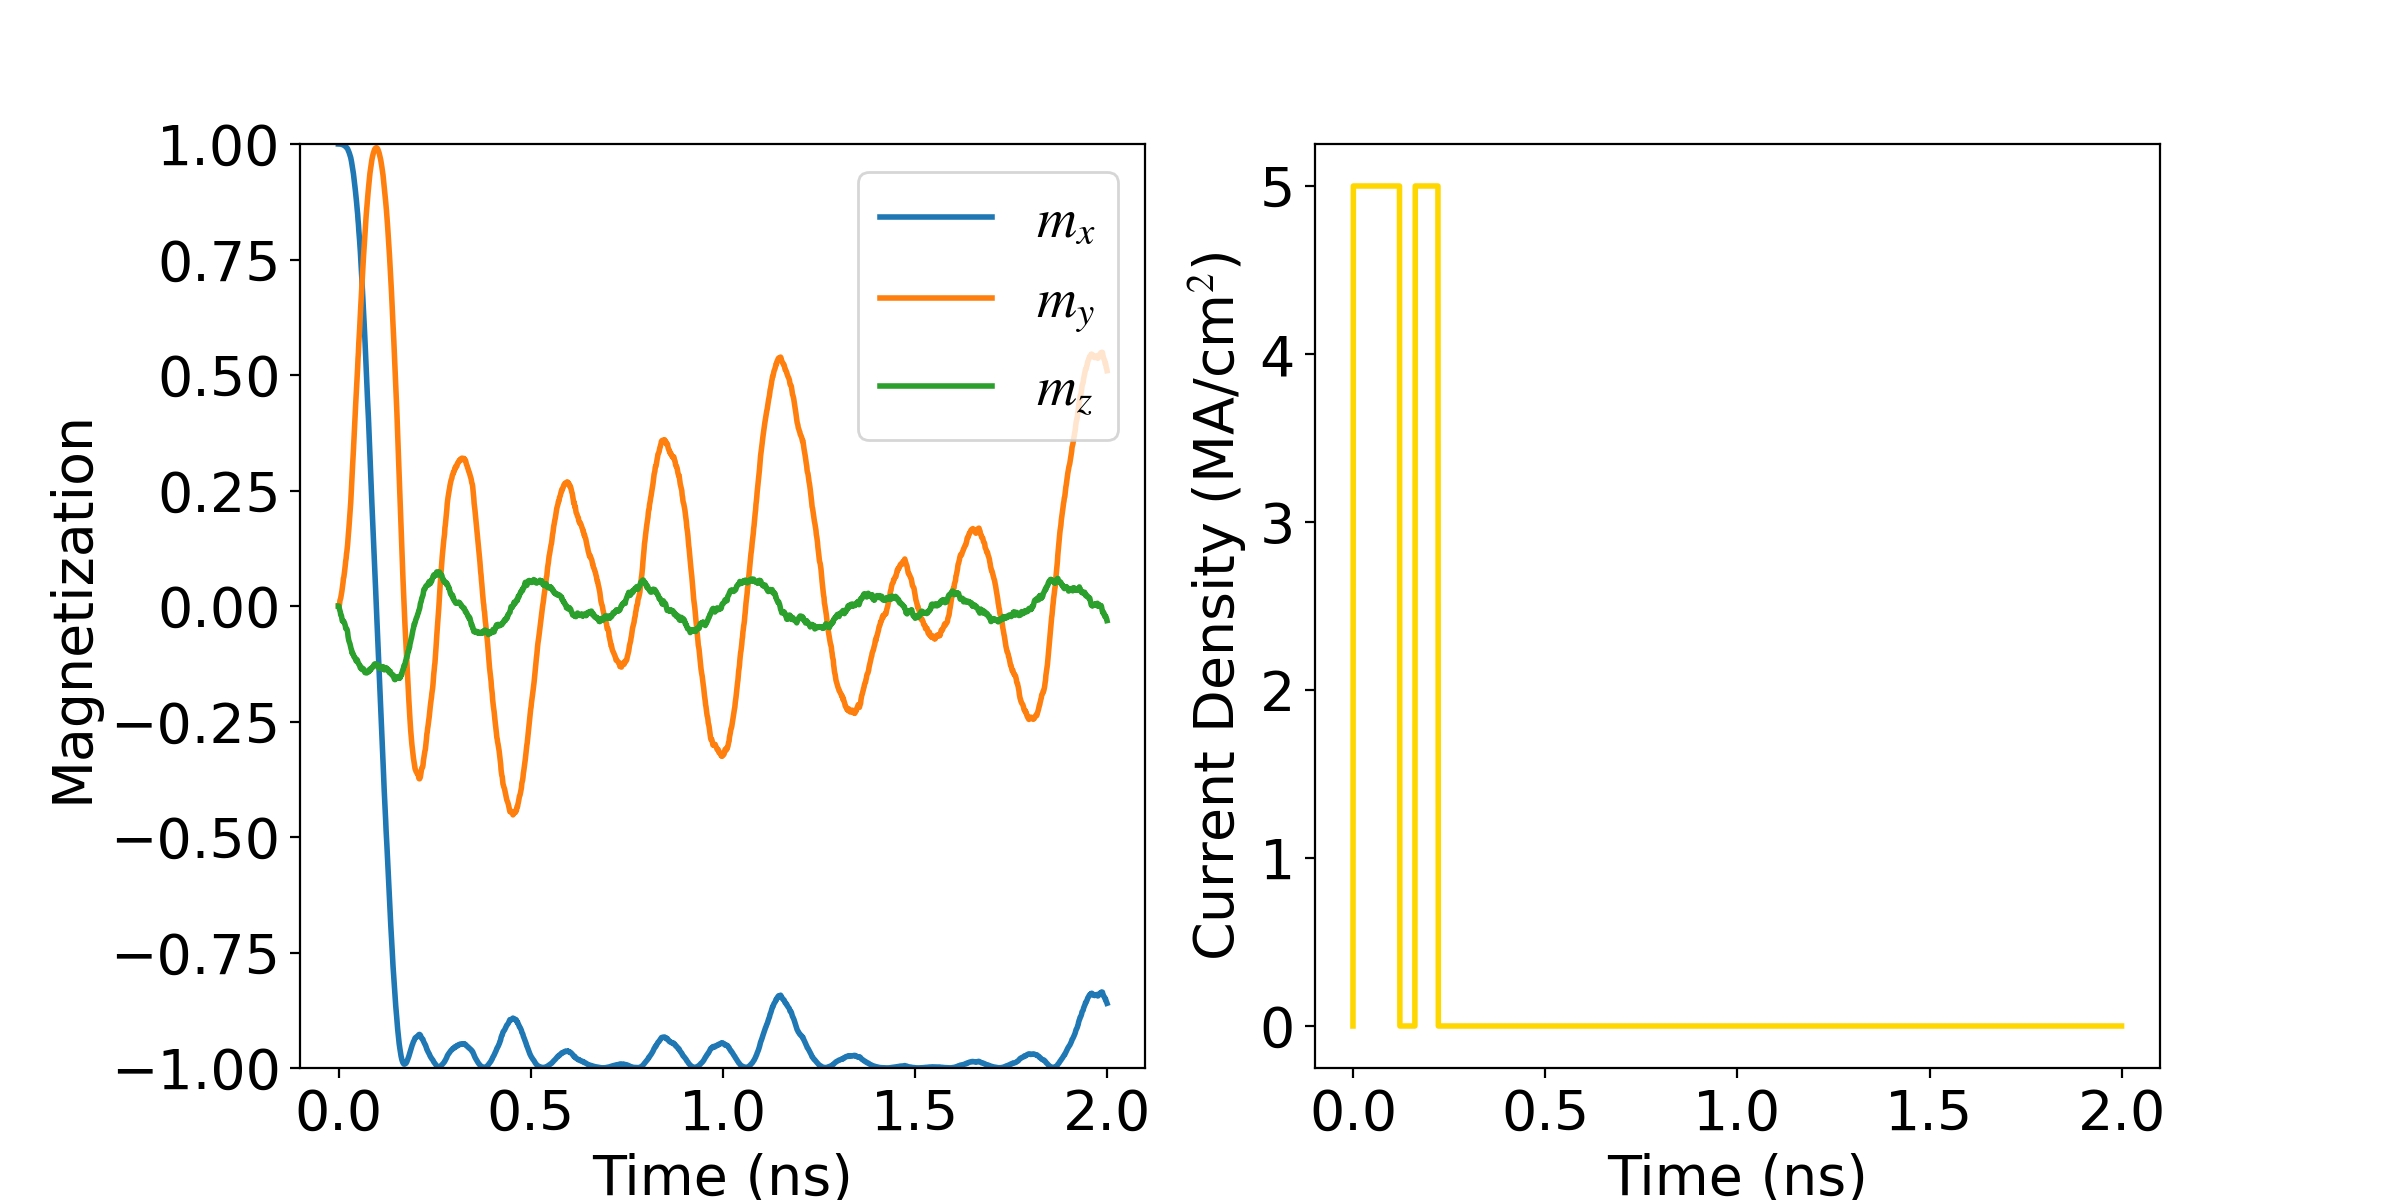 1.00
0.75
0.50
0.25
0.00
−0.25
−0.50
−0.75
−1.00
Magnetization
0.0 0.5 1.0 1.5 2.0
Time (ns)
m_x
m_y
m_z
5
4
3
2
1
0
Current Density (MA/cm²)
0.0 0.5 1.0 1.5 2.0
Time (ns)